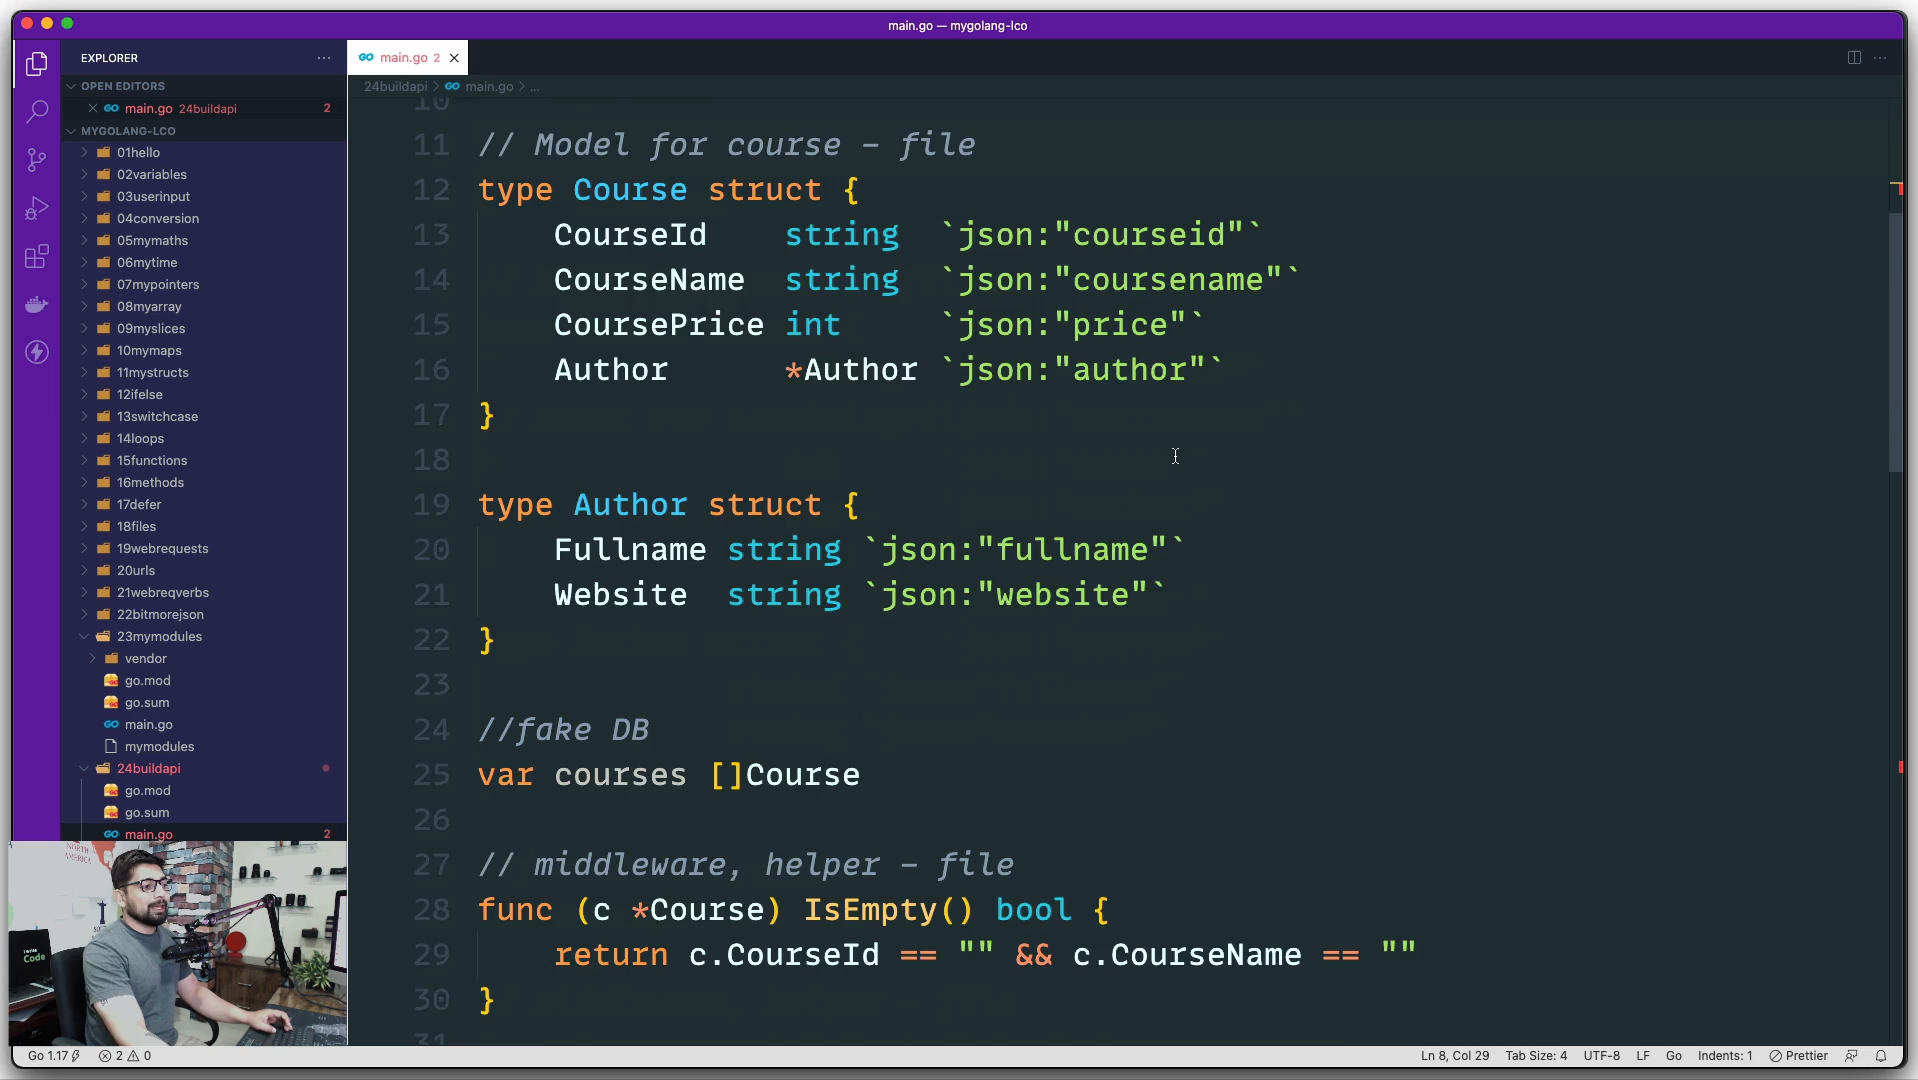 main.go — mygolang-lco
EXPLORER
main.go 2
OPEN EDITORS
main.go 24buildapi 2
MYGOLANG-LCO
01hello
02variables
03userinput
04conversion
05mymaths
06mytime
07mypointers
08myarray
09myslices
10mymaps
11mystructs
12ifelse
13switchcase
14loops
15functions
16methods
17defer
18files
19webrequests
20urls
21webreqverbs
22bitmorejson
23mymodules
vendor
go.mod
go.sum
main.go
mymodules
24buildapi
go.mod
go.sum
main.go 2
24buildapi > main.go > ...
10
11 // Model for course - file
12 type Course struct {
13 CourseId string `json:"courseid"`
14 CourseName string `json:"coursename"`
15 CoursePrice int `json:"price"`
16 Author *Author `json:"author"`
17 }
18
19 type Author struct {
20 Fullname string `json:"fullname"`
21 Website string `json:"website"`
22 }
23
24 //fake DB
25 var courses []Course
26
27 // middleware, helper - file
28 func (c *Course) IsEmpty() bool {
29 return c.CourseId == "" && c.CourseName == ""
30 }
31
NORTH
AMERICA
Code
Go 1.17 2 0
Ln 8, Col 29 Tab Size: 4 UTF-8 LF Go Indents: 1 Prettier